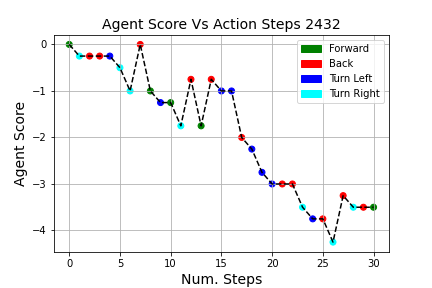 Agent Score Vs Action Steps 2432
Forward
Back
Turn Left
Turn Right
0
−1
−2
−3
−4
Agent Score
0 5 10 15 20 25 30
Num. Steps